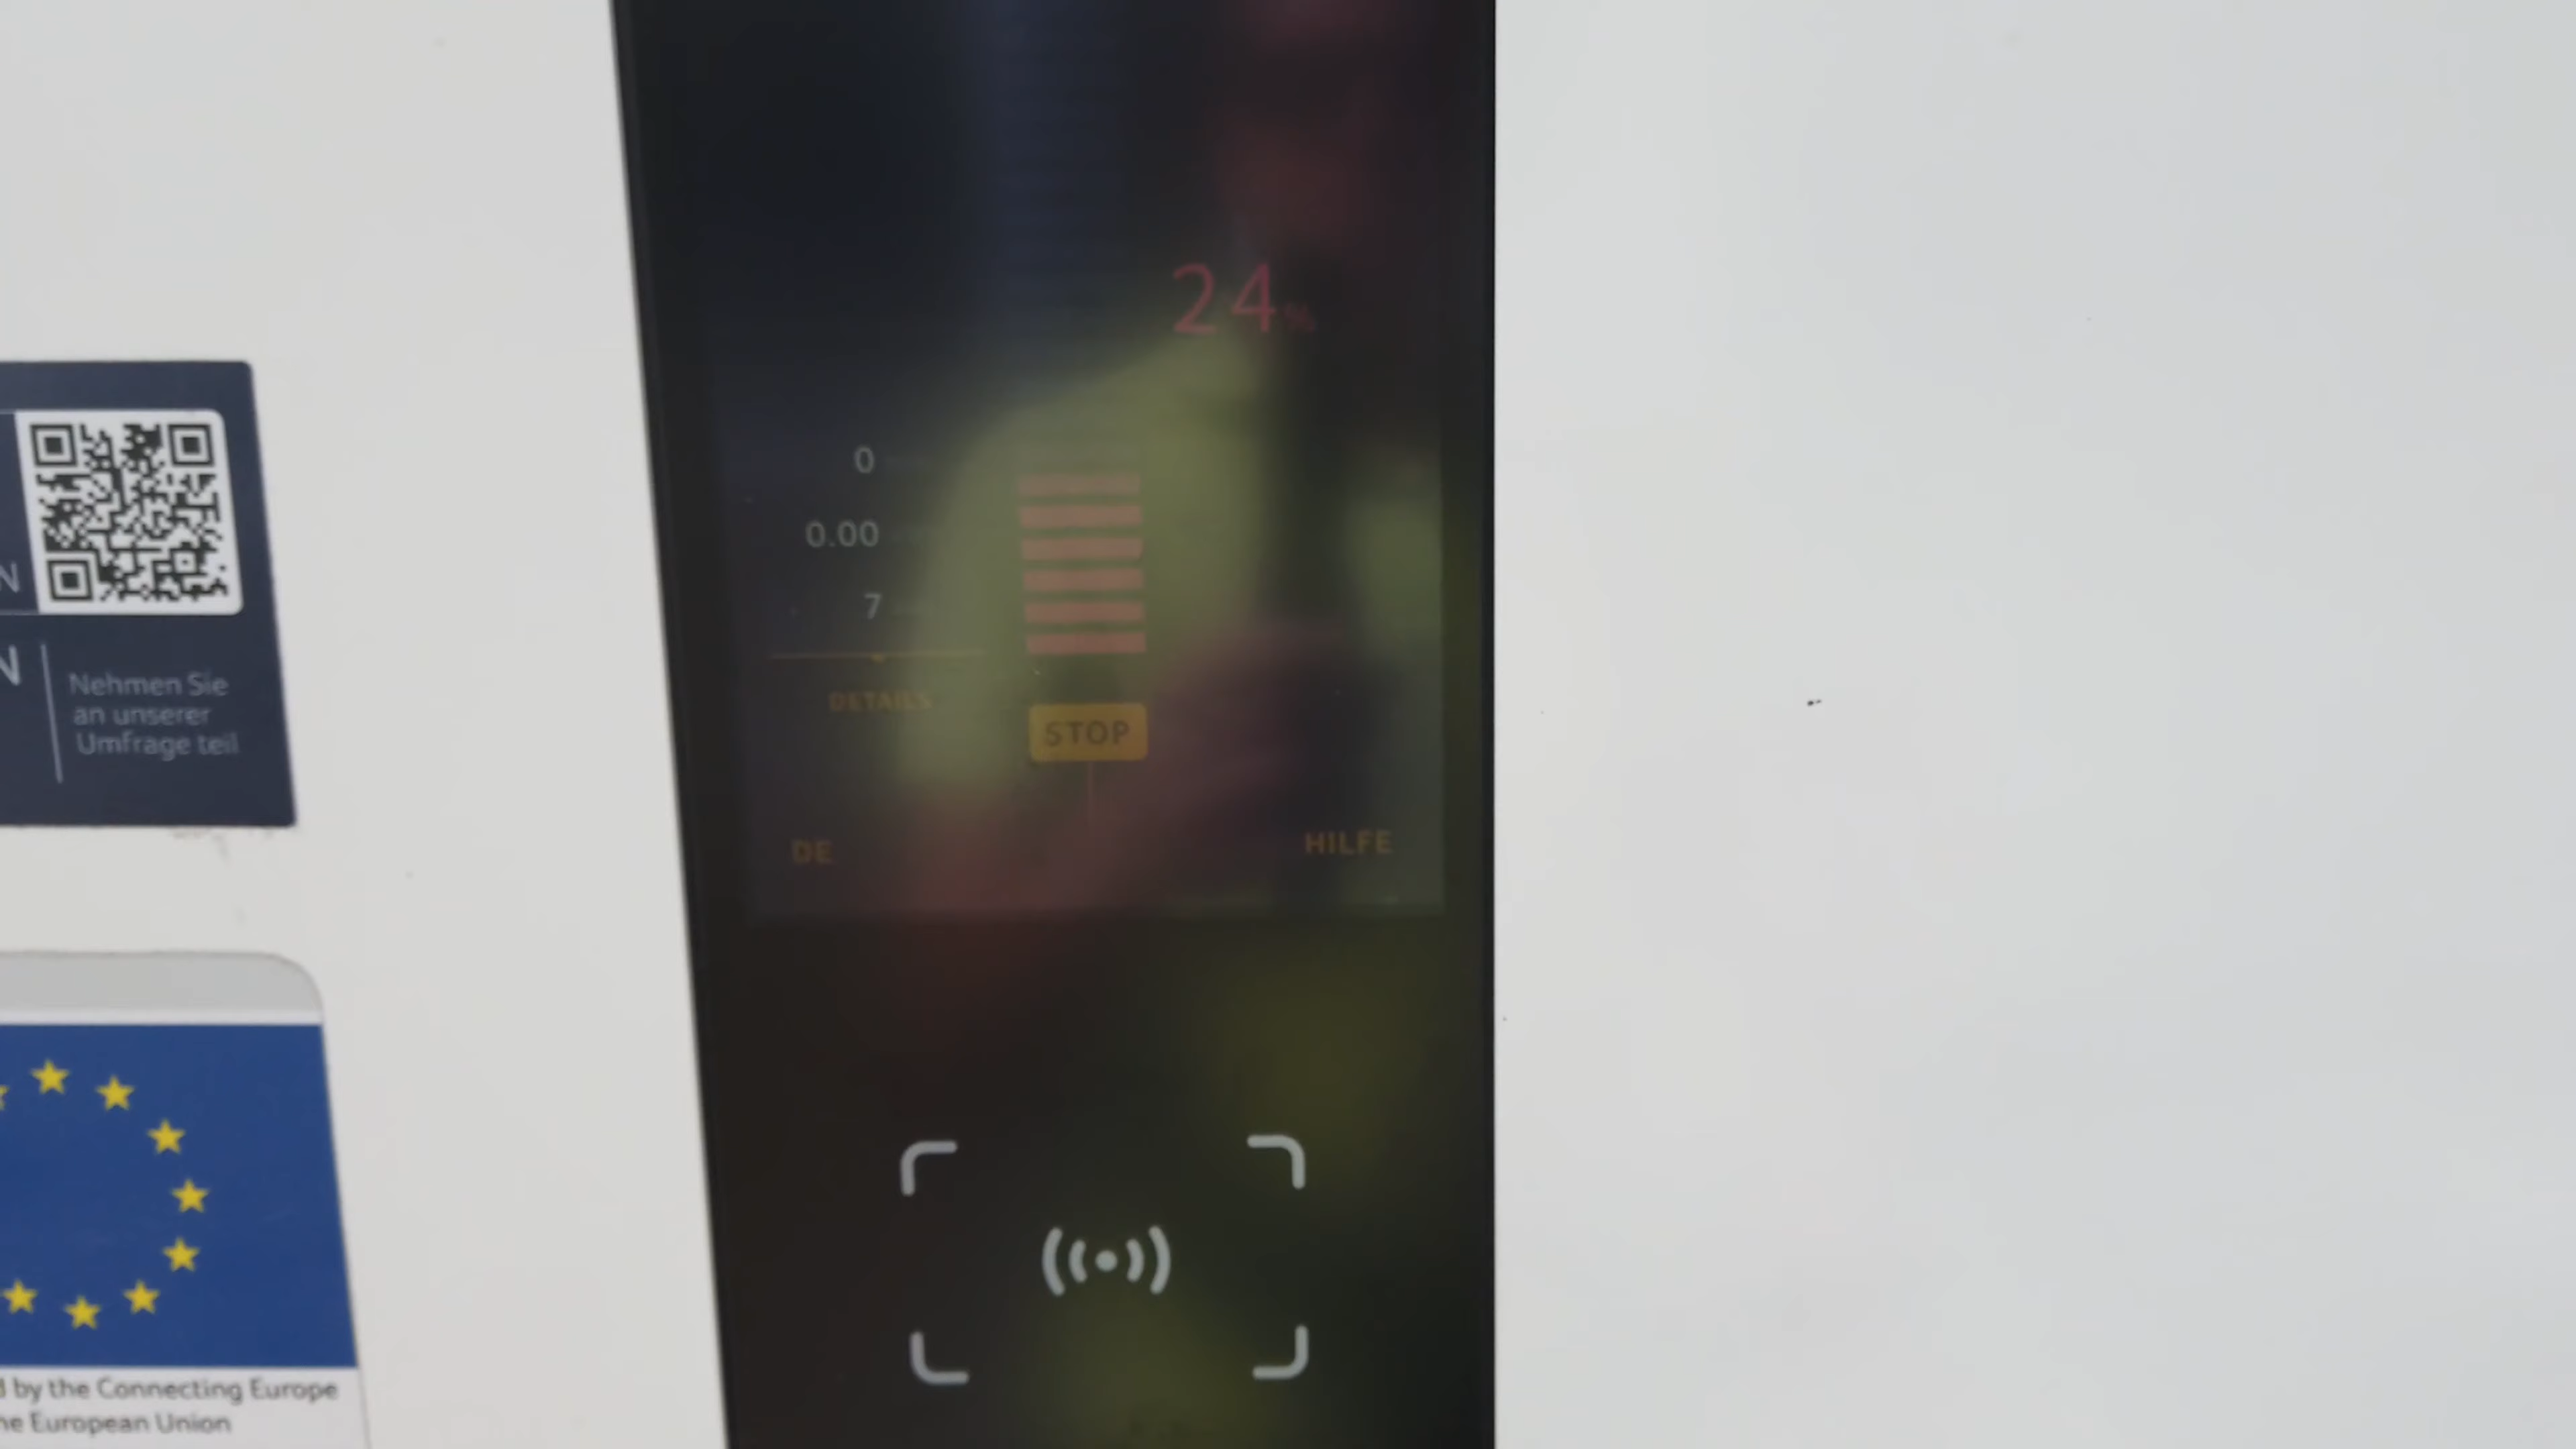 24%
0
0.00
7
DETAILS
STOP
DE
HILFE
N
N
Nehmen Sie
an unserer
Umfrage teil
by the Connecting Europe
European Union